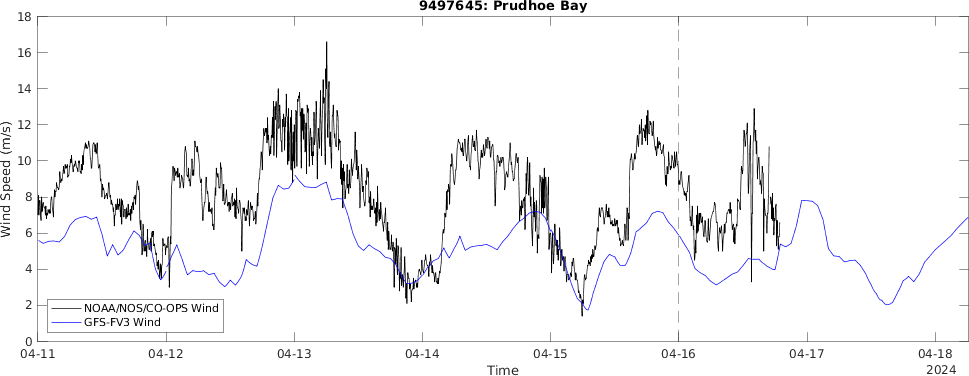 9497645: Prudhoe Bay
18
16
14
12
10
8
6
4
2
0
Wind Speed (m/s)
NOAA/NOS/CO-OPS Wind
GFS-FV3 Wind
04-11 04-12 04-13 04-14 04-15 04-16 04-17 04-18
Time
2024